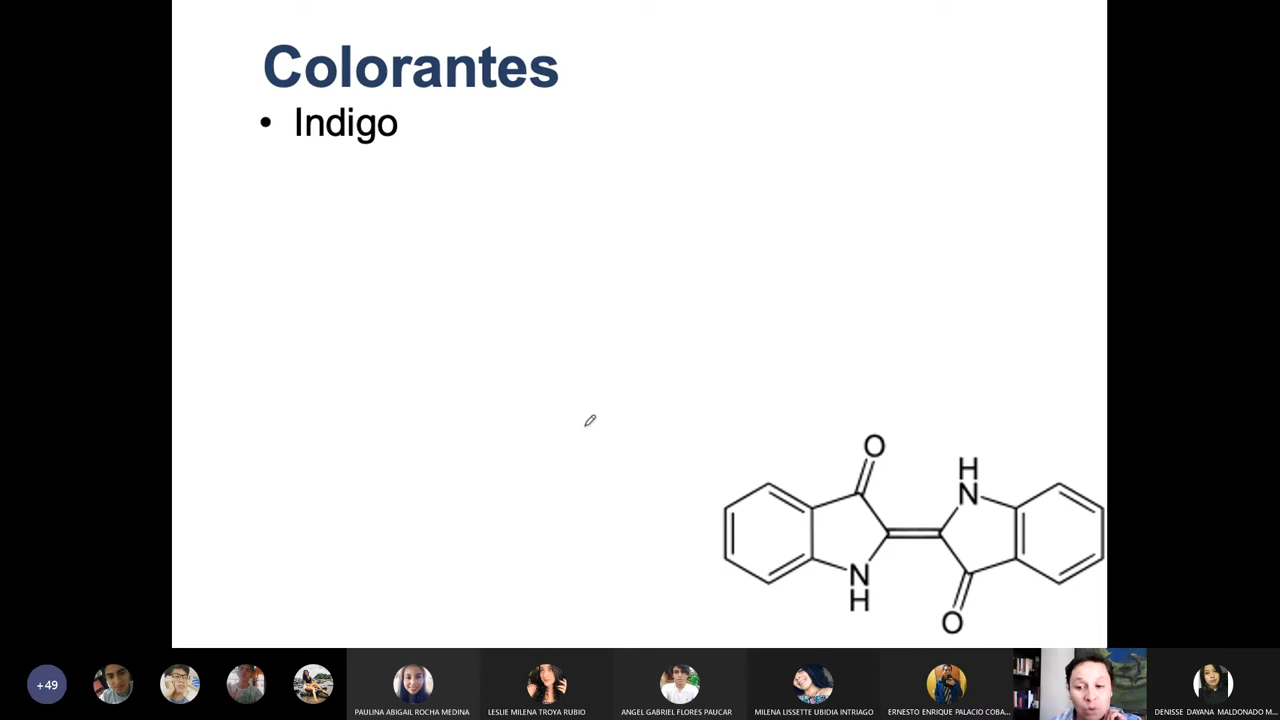 Colorantes
• Indigo
O
H
N
N
H
O
+49
PAULINA ABIGAIL ROCHA MEDINA
LESLIE MILENA TROYA RUBIO
ANGEL GABRIEL FLORES PAUCAR
MILENA LISSETTE UBIDIA INTRIAGO
ERNESTO ENRIQUE PALACIO COBA...
DENISSE DAYANA MALDONADO M...